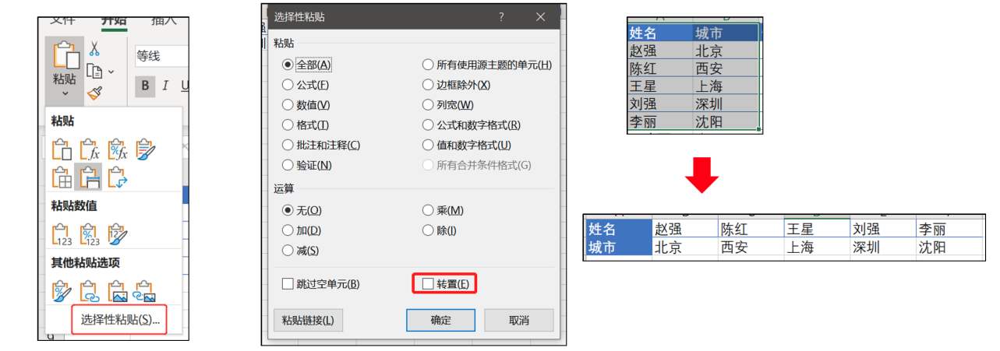 文件 开始 插入
等线
粘贴
B I U
粘贴
粘贴数值
123 % 123 123
其他粘贴选项
选择性粘贴(S)...
选择性粘贴 ? ×
粘贴
全部(A) 所有使用源主题的单元(H)
公式(F) 边框除外(X)
数值(V) 列宽(W)
格式(T) 公式和数字格式(R)
批注和注释(C) 值和数字格式(U)
验证(N) 所有合并条件格式(G)
运算
无(O) 乘(M)
加(D) 除(I)
减(S)
跳过空单元(B) 转置(E)
粘贴链接(L) 确定 取消
姓名 城市
赵强 北京
陈红 西安
王星 上海
刘强 深圳
李丽 沈阳
姓名 赵强 陈红 王星 刘强 李丽
城市 北京 西安 上海 深圳 沈阳